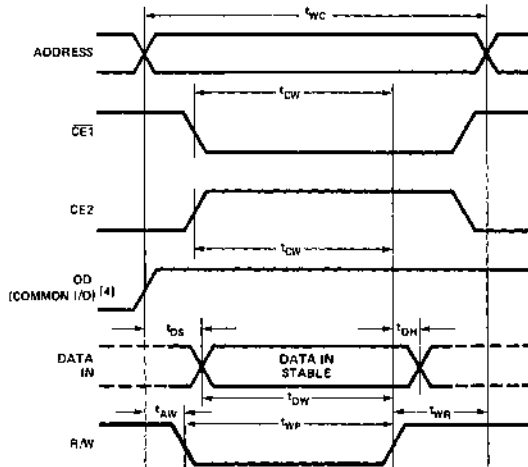 tWC
ADDRESS
tCW
CE1
CE2
tCW
OD
(COMMON I/O) [4]
tDS
tDH
DATA
IN
DATA IN
STABLE
tDW
tAW
tWP
tWR
R/W